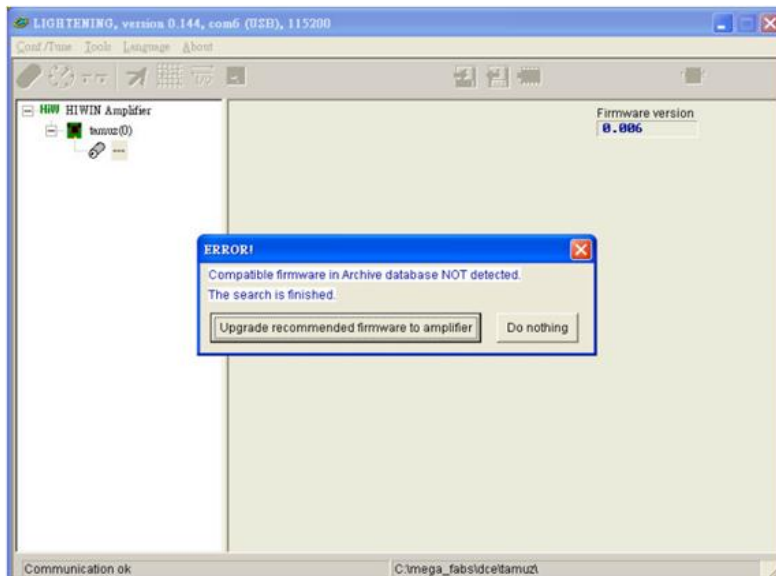 LIGHTENING, version 0.144, com6 (USB), 115200
Conf./Tune Tools Language About
I/O
HIWIN HIWIN Amplifier
tamuz(0)
---
Firmware version
0.006
ERROR!
Compatible firmware in Archive database NOT detected.
The search is finished.
Upgrade recommended firmware to amplifier
Do nothing
Communication ok
C:\mega_fabs\dce\tamuz\